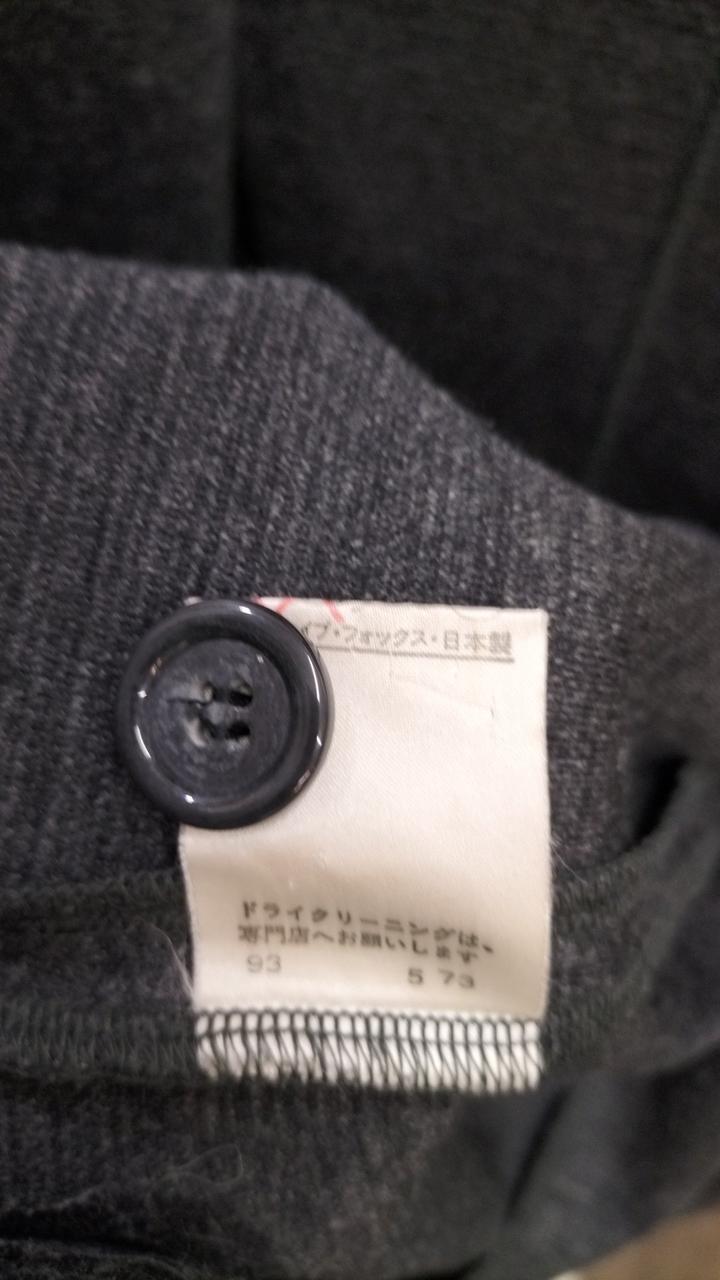 イブ・フォックス・日本製
ドライクリーニングは、
専門店へお願いします
93 5 73